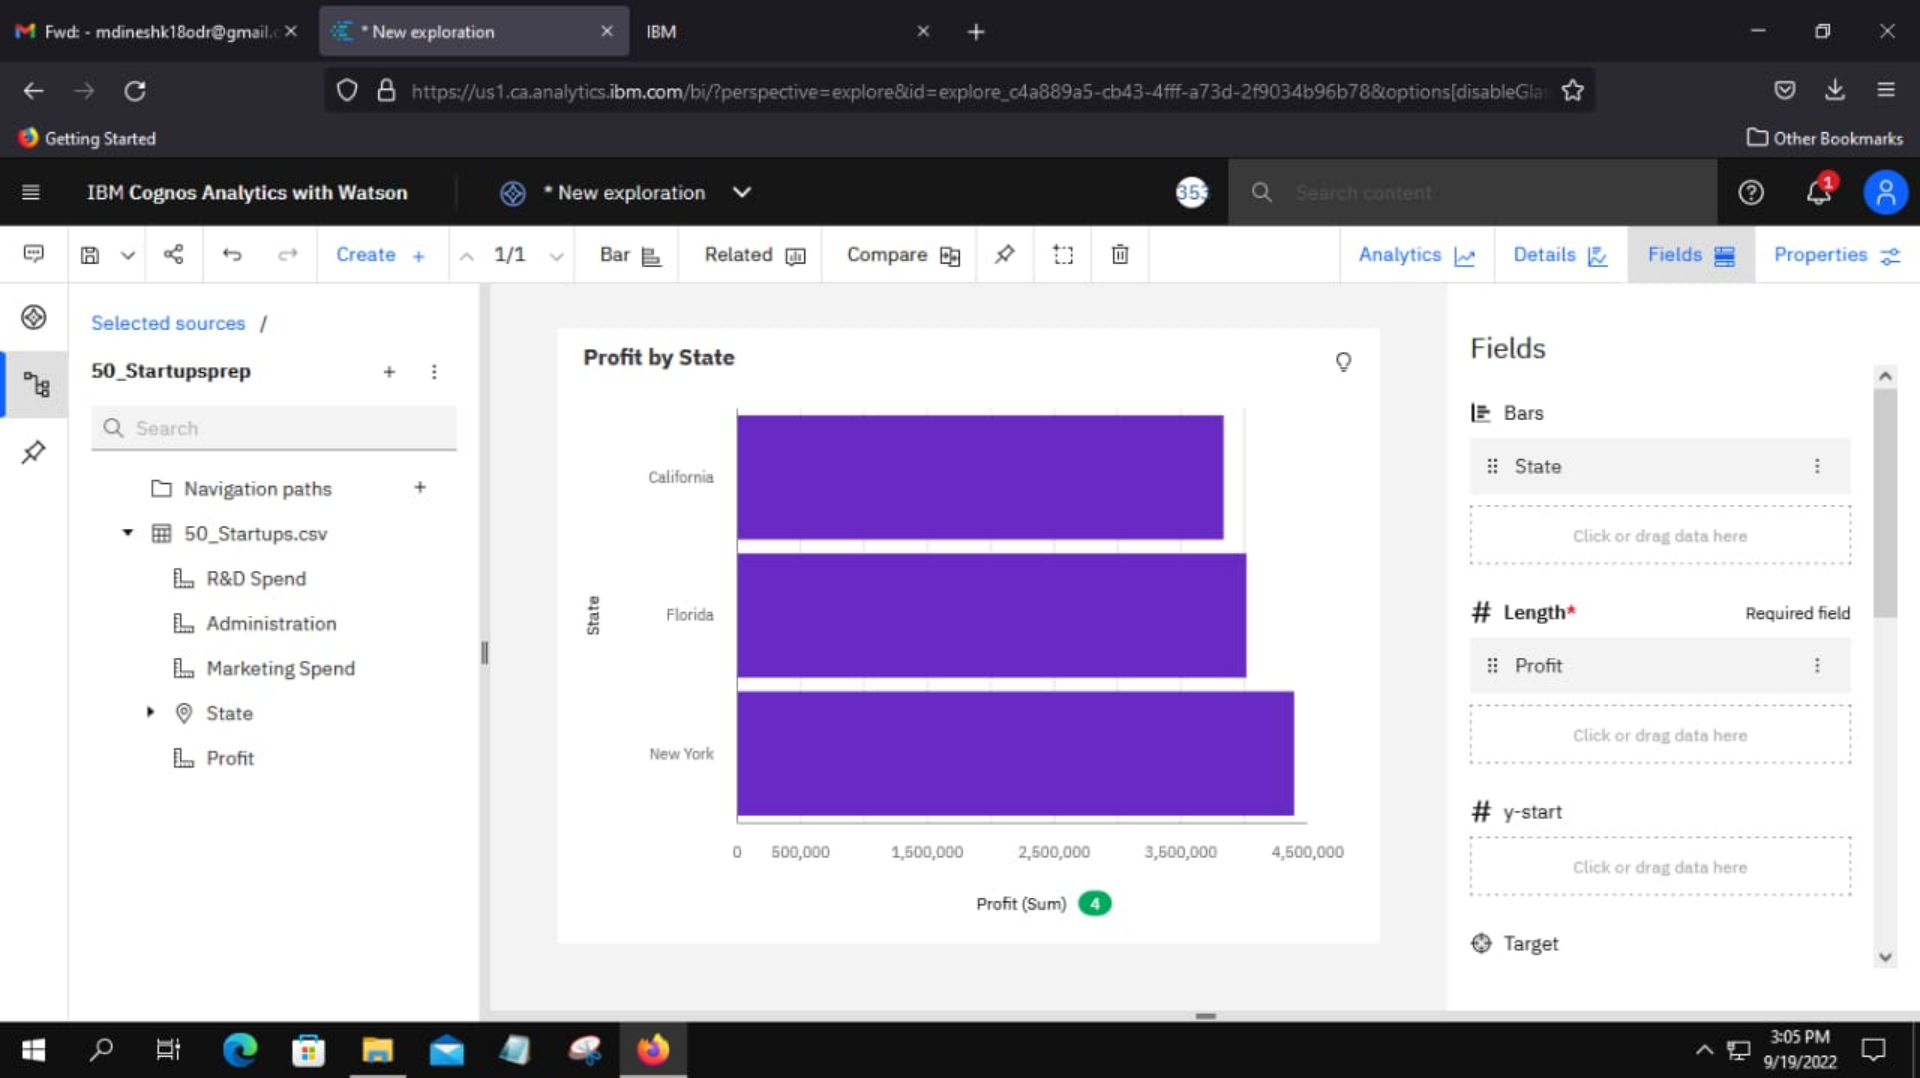 Fwd: - mdineshk18odr@gmail.c
* New exploration
IBM
https://us1.ca.analytics.ibm.com/bi/?perspective=explore&id=explore_c4a889a5-cb43-4fff-a73d-2f9034b96b78&options[disableGla
Getting Started
Other Bookmarks
IBM Cognos Analytics with Watson
* New exploration
353
Search content
1
Create +
1/1
Bar
Related
Compare
Analytics
Details
Fields
Properties
Selected sources /
50_Startupsprep
Search
Navigation paths
50_Startups.csv
R&D Spend
Administration
Marketing Spend
State
Profit
Profit by State
State
California
Florida
New York
0 500,000 1,500,000 2,500,000 3,500,000 4,500,000
Profit (Sum) 4
Fields
Bars
State
Click or drag data here
# Length* Required field
Profit
Click or drag data here
# y-start
Click or drag data here
Target
3:05 PM
9/19/2022